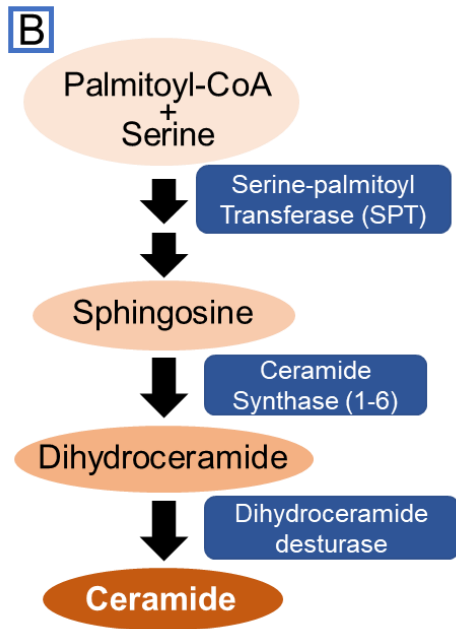 B
Palmitoyl-CoA
+
Serine
Serine-palmitoyl
Transferase (SPT)
Sphingosine
Ceramide
Synthase (1-6)
Dihydroceramide
Dihydroceramide
desturase
Ceramide